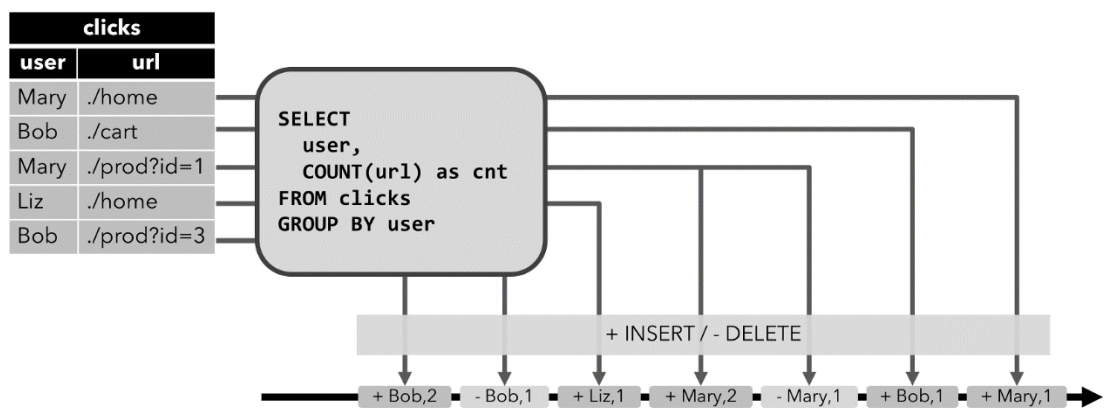 clicks
user url
Mary ./home
Bob ./cart
Mary ./prod?id=1
Liz ./home
Bob ./prod?id=3
SELECT
user,
COUNT(url) as cnt
FROM clicks
GROUP BY user
+ INSERT / - DELETE
+ Bob,2 - Bob,1 + Liz,1 + Mary,2 - Mary,1 + Bob,1 + Mary,1